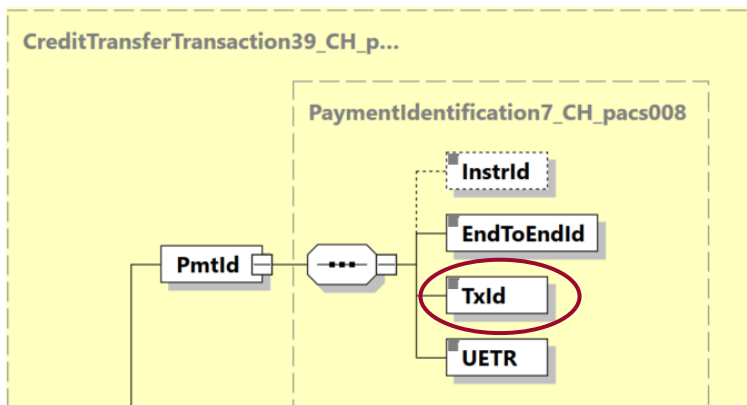 CreditTransferTransaction39_CH_p...
PaymentIdentification7_CH_pacs008
InstrId
EndToEndId
PmtId
TxId
UETR